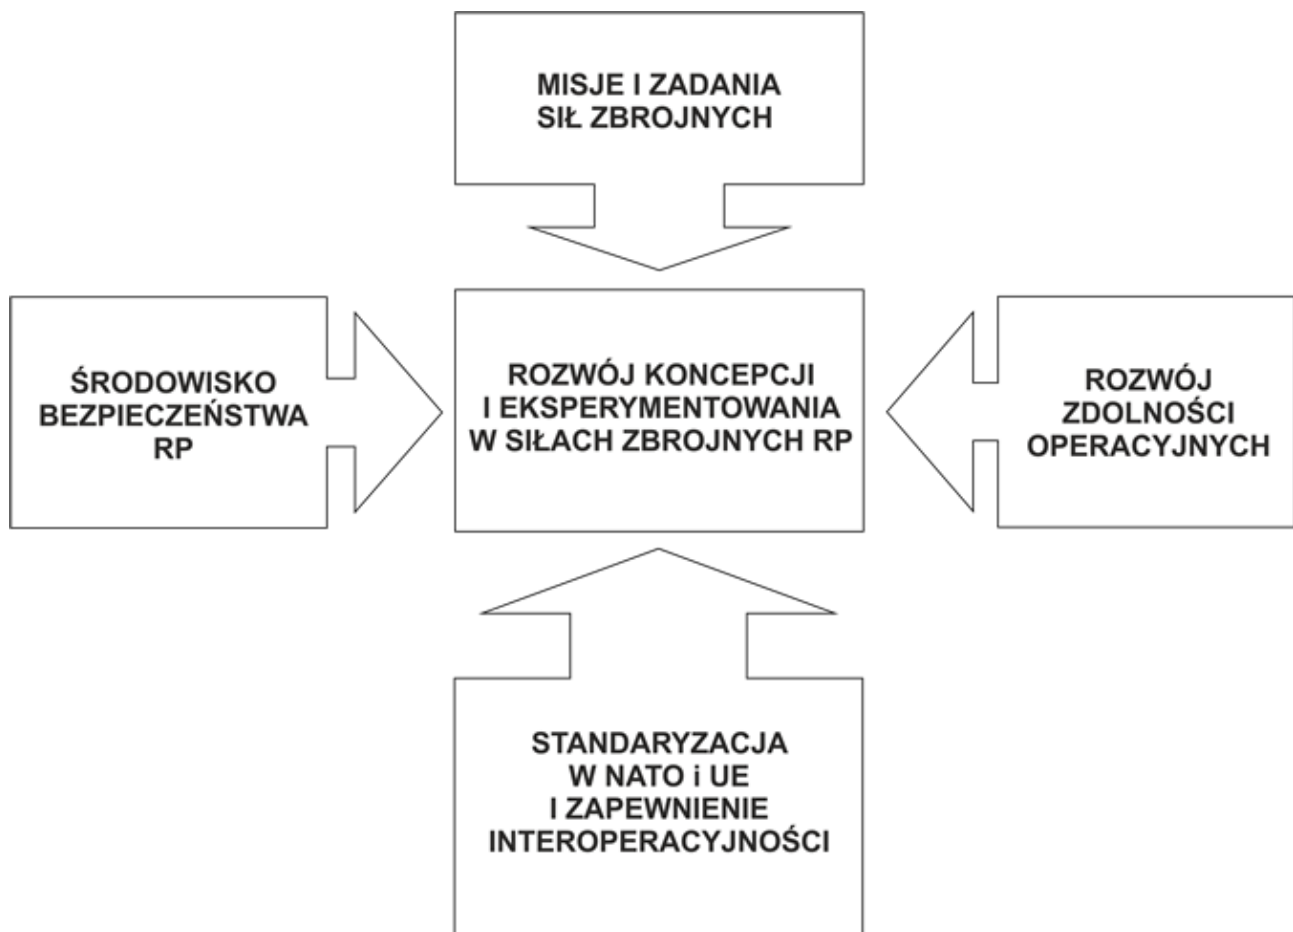 MISJE I ZADANIA
SIŁ ZBROJNYCH
ŚRODOWISKO
BEZPIECZEŃSTWA
RP
ROZWÓJ KONCEPCJI
I EKSPERYMENTOWANIA
W SIŁACH ZBROJNYCH RP
ROZWÓJ
ZDOLNOŚCI
OPERACYJNYCH
STANDARYZACJA
W NATO i UE
I ZAPEWNIENIE
INTEROPERACYJNOŚCI